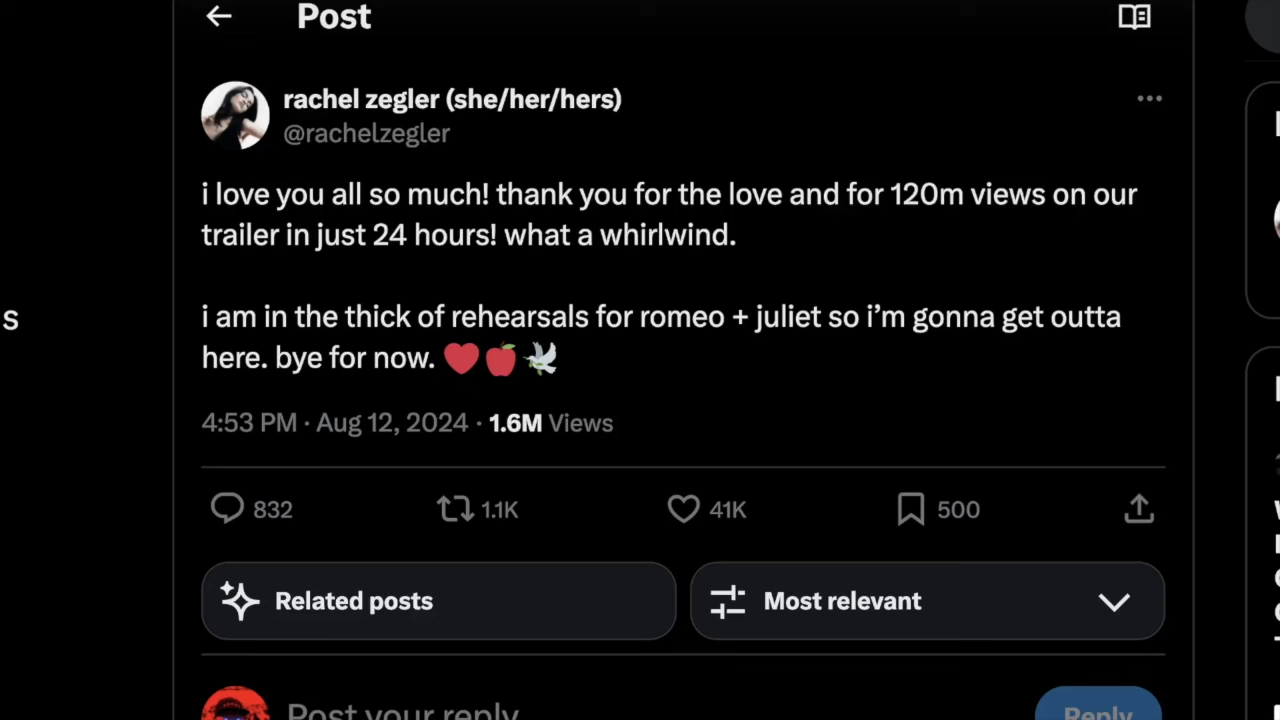 Post
rachel zegler (she/her/hers)
@rachelzegler
i love you all so much! thank you for the love and for 120m views on our
trailer in just 24 hours! what a whirlwind.
i am in the thick of rehearsals for romeo + juliet so i’m gonna get outta
here. bye for now. ❤️🍎🕊️
s
4:53 PM · Aug 12, 2024 · 1.6M Views
832 1.1K 41K 500
Related posts Most relevant
Post your reply Reply